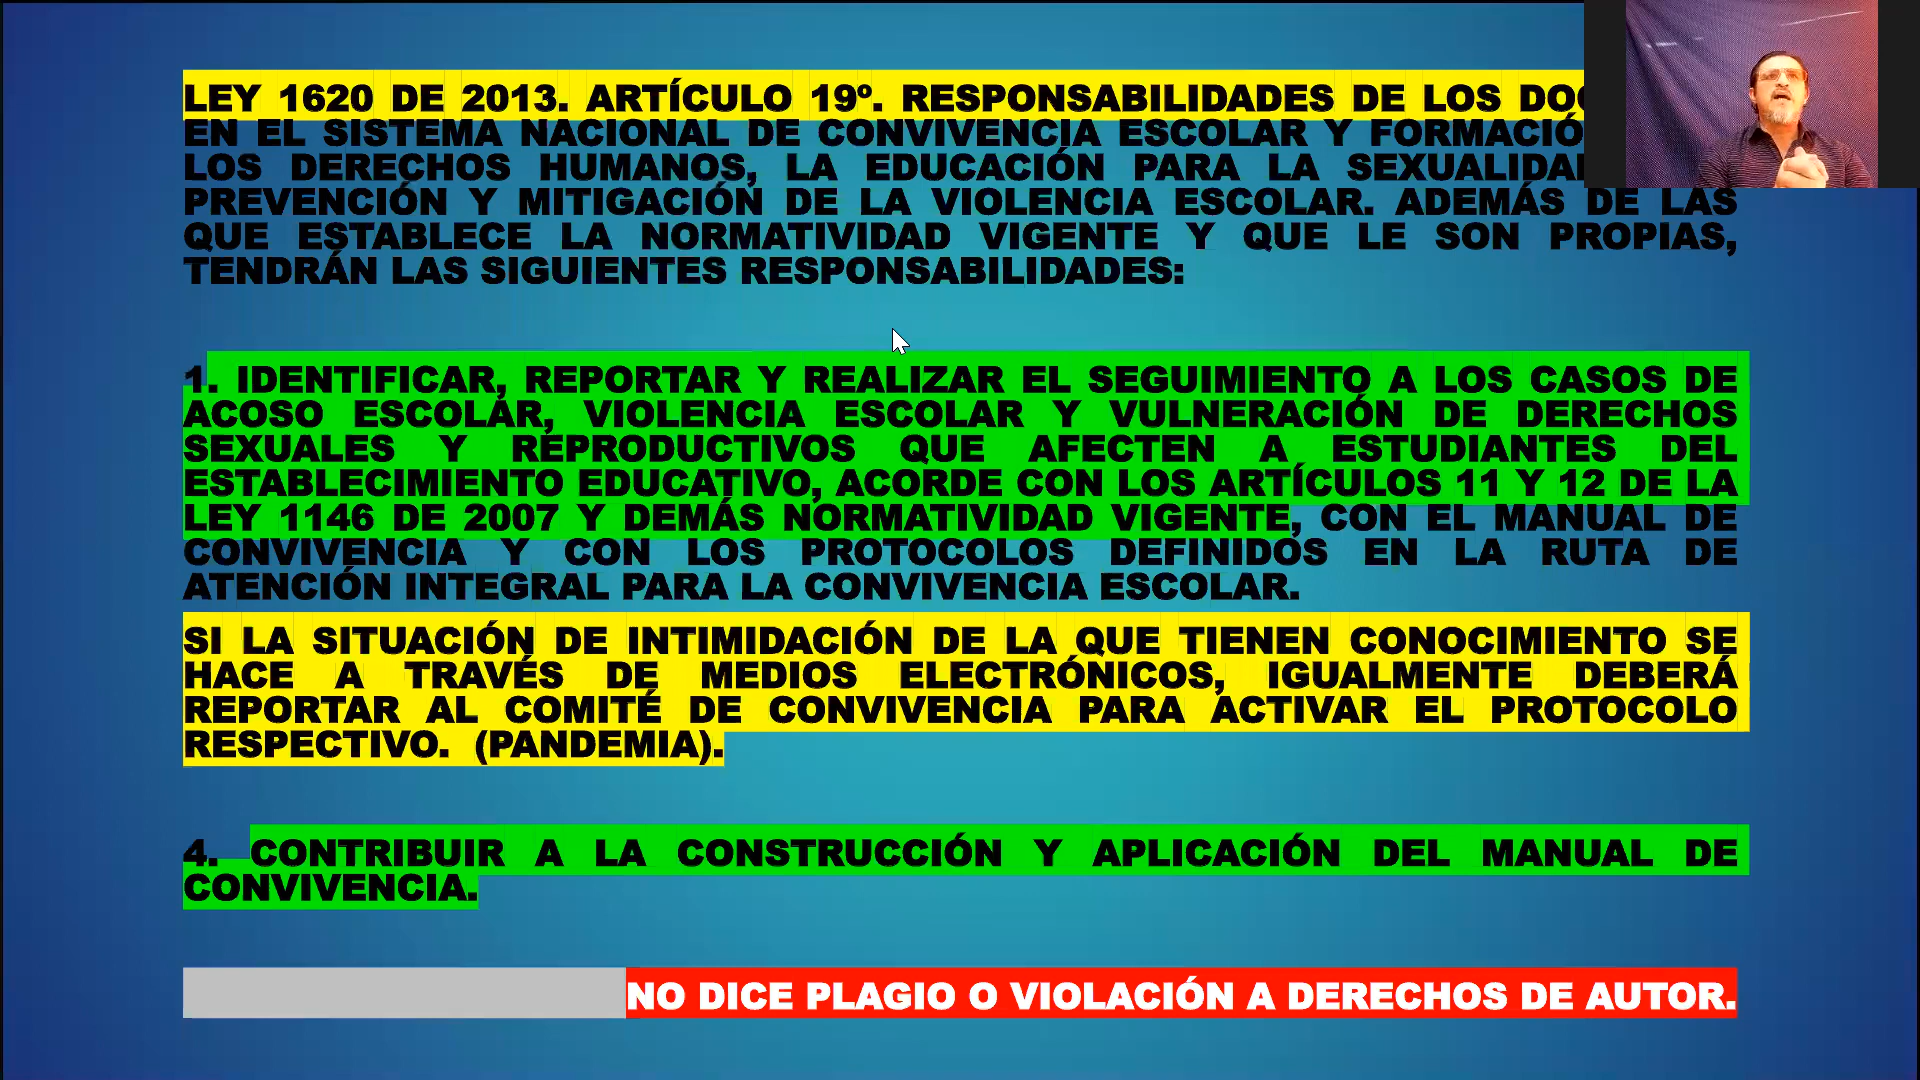 LEY 1620 DE 2013. ARTÍCULO 19º. RESPONSABILIDADES DE LOS
EN EL SISTEMA NACIONAL DE CONVIVENCIA ESCOLAR Y
LOS DERECHOS HUMANOS, LA EDUCACIÓN PARA LA
PREVENCIÓN Y MITIGACIÓN DE LA VIOLENCIA ESCOLAR. ADEMÁS DE LAS
QUE ESTABLECE LA NORMATIVIDAD VIGENTE Y QUE LE SON PROPIAS,
TENDRÁN LAS SIGUIENTES RESPONSABILIDADES:
1. IDENTIFICAR, REPORTAR Y REALIZAR EL SEGUIMIENTO A LOS CASOS DE
ACOSO ESCOLAR, VIOLENCIA ESCOLAR Y VULNERACIÓN DE DERECHOS
SEXUALES Y REPRODUCTIVOS QUE AFECTEN A ESTUDIANTES DEL
ESTABLECIMIENTO EDUCATIVO, ACORDE CON LOS ARTÍCULOS 11 Y 12 DE LA
LEY 1146 DE 2007 Y DEMÁS NORMATIVIDAD VIGENTE, CON EL MANUAL DE
CONVIVENCIA Y CON LOS PROTOCOLOS DEFINIDOS EN LA RUTA DE
ATENCIÓN INTEGRAL PARA LA CONVIVENCIA ESCOLAR.
SI LA SITUACIÓN DE INTIMIDACIÓN DE LA QUE TIENEN CONOCIMIENTO SE
HACE A TRAVÉS DE MEDIOS ELECTRÓNICOS, IGUALMENTE DEBERÁ
REPORTAR AL COMITÉ DE CONVIVENCIA PARA ACTIVAR EL PROTOCOLO
RESPECTIVO. (PANDEMIA).
4. CONTRIBUIR A LA CONSTRUCCIÓN Y APLICACIÓN DEL MANUAL DE
CONVIVENCIA.
NO DICE PLAGIO O VIOLACIÓN A DERECHOS DE AUTOR.